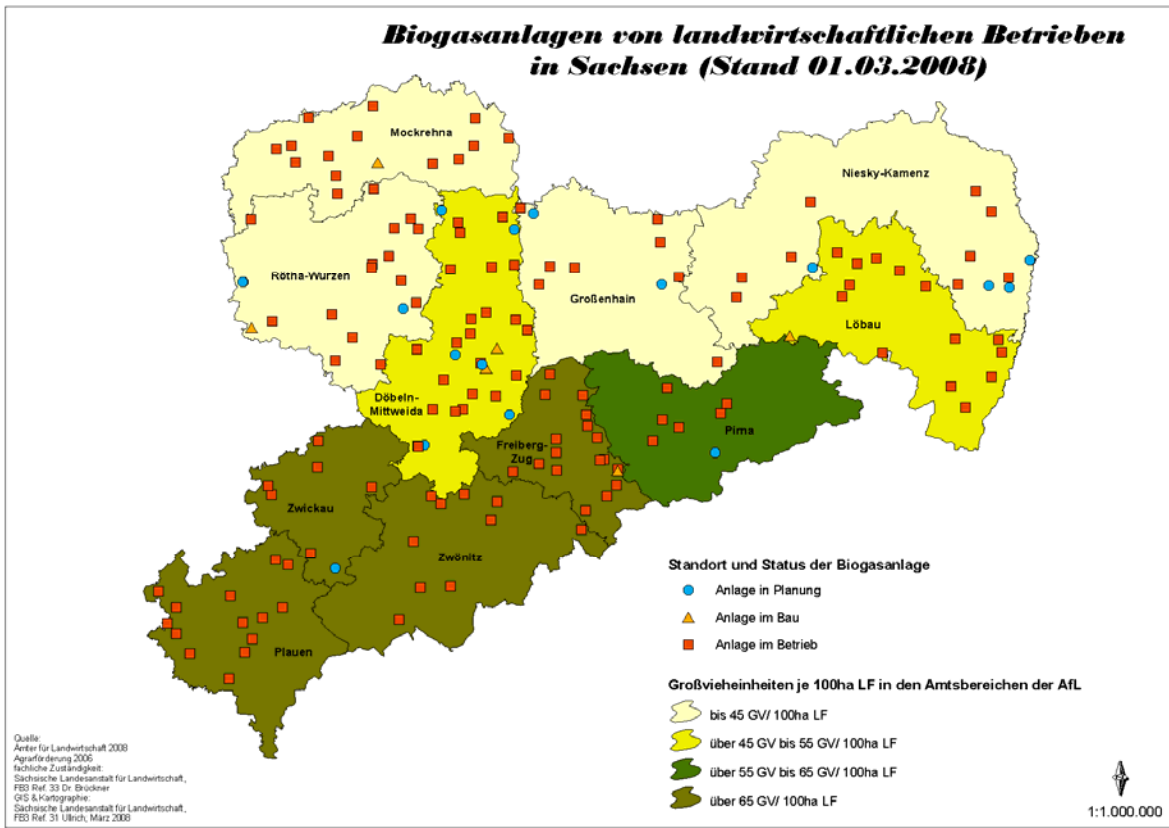 Biogasanlagen von landwirtschaftlichen Betrieben
in Sachsen (Stand 01.03.2008)
Mockrehna
Niesky-Kamenz
Rötha-Wurzen
Großenhain
Löbau
Döbeln-
Mittweida
Pirna
Freiberg-
Zug
Zwickau
Zwönitz
Plauen
Standort und Status der Biogasanlage
Anlage in Planung
Anlage im Bau
Anlage im Betrieb
Großvieheinheiten je 100ha LF in den Amtsbereichen der AfL
bis 45 GV/ 100ha LF
über 45 GV bis 55 GV/ 100ha LF
über 55 GV bis 65 GV/ 100ha LF
über 65 GV/ 100ha LF
Quelle:
Ämter für Landwirtschaft 2008
Agrarförderung 2006
fachliche Zuständigkeit:
Sächsische Landesanstalt für Landwirtschaft,
FB3 Ref. 33 Dr. Brückner
GIS & Kartographie:
Sächsische Landesanstalt für Landwirtschaft,
FB3 Ref. 31 Ullrich, März 2008
1:1.000.000